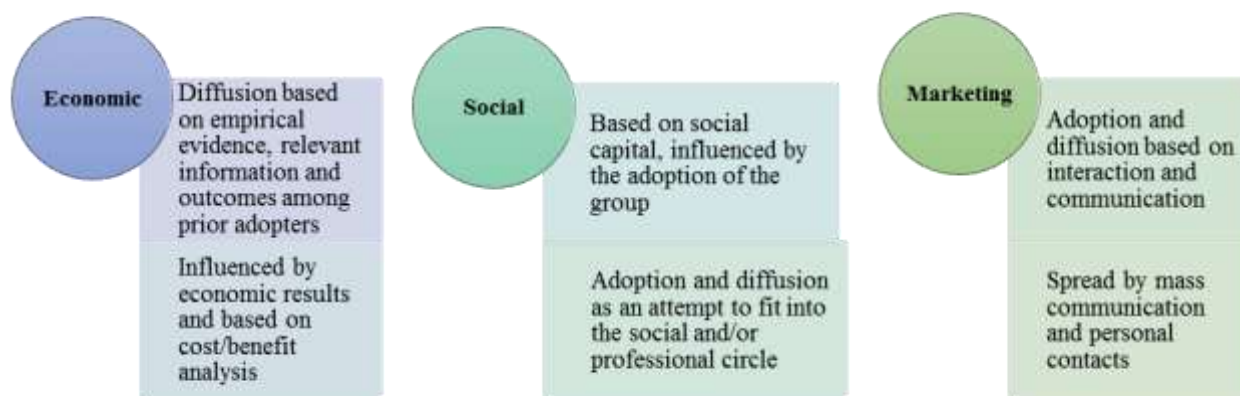 Economic
Diffusion based
on empirical
evidence, relevant
information and
outcomes among
prior adopters
Influenced by
economic results
and based on
cost/benefit
analysis
Social
Based on social
capital, influenced by
the adoption of the
group
Adoption and diffusion
as an attempt to fit into
the social and/or
professional circle
Marketing
Adoption and
diffusion based on
interaction and
communication
Spread by mass
communication
and personal
contacts